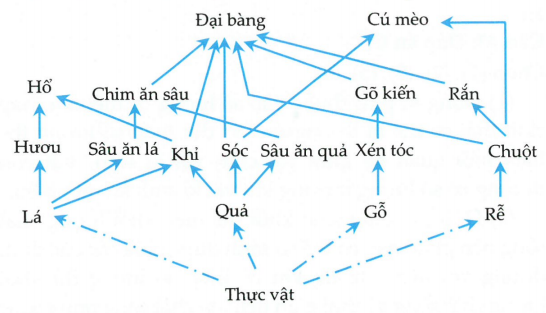 Đại bàng
Cú mèo
Hổ
Chim ăn sâu
Gõ kiến
Rắn
Hươu
Sâu ăn lá
Khỉ
Sóc
Sâu ăn quả
Xén tóc
Chuột
Lá
Quả
Gỗ
Rễ
Thực vật